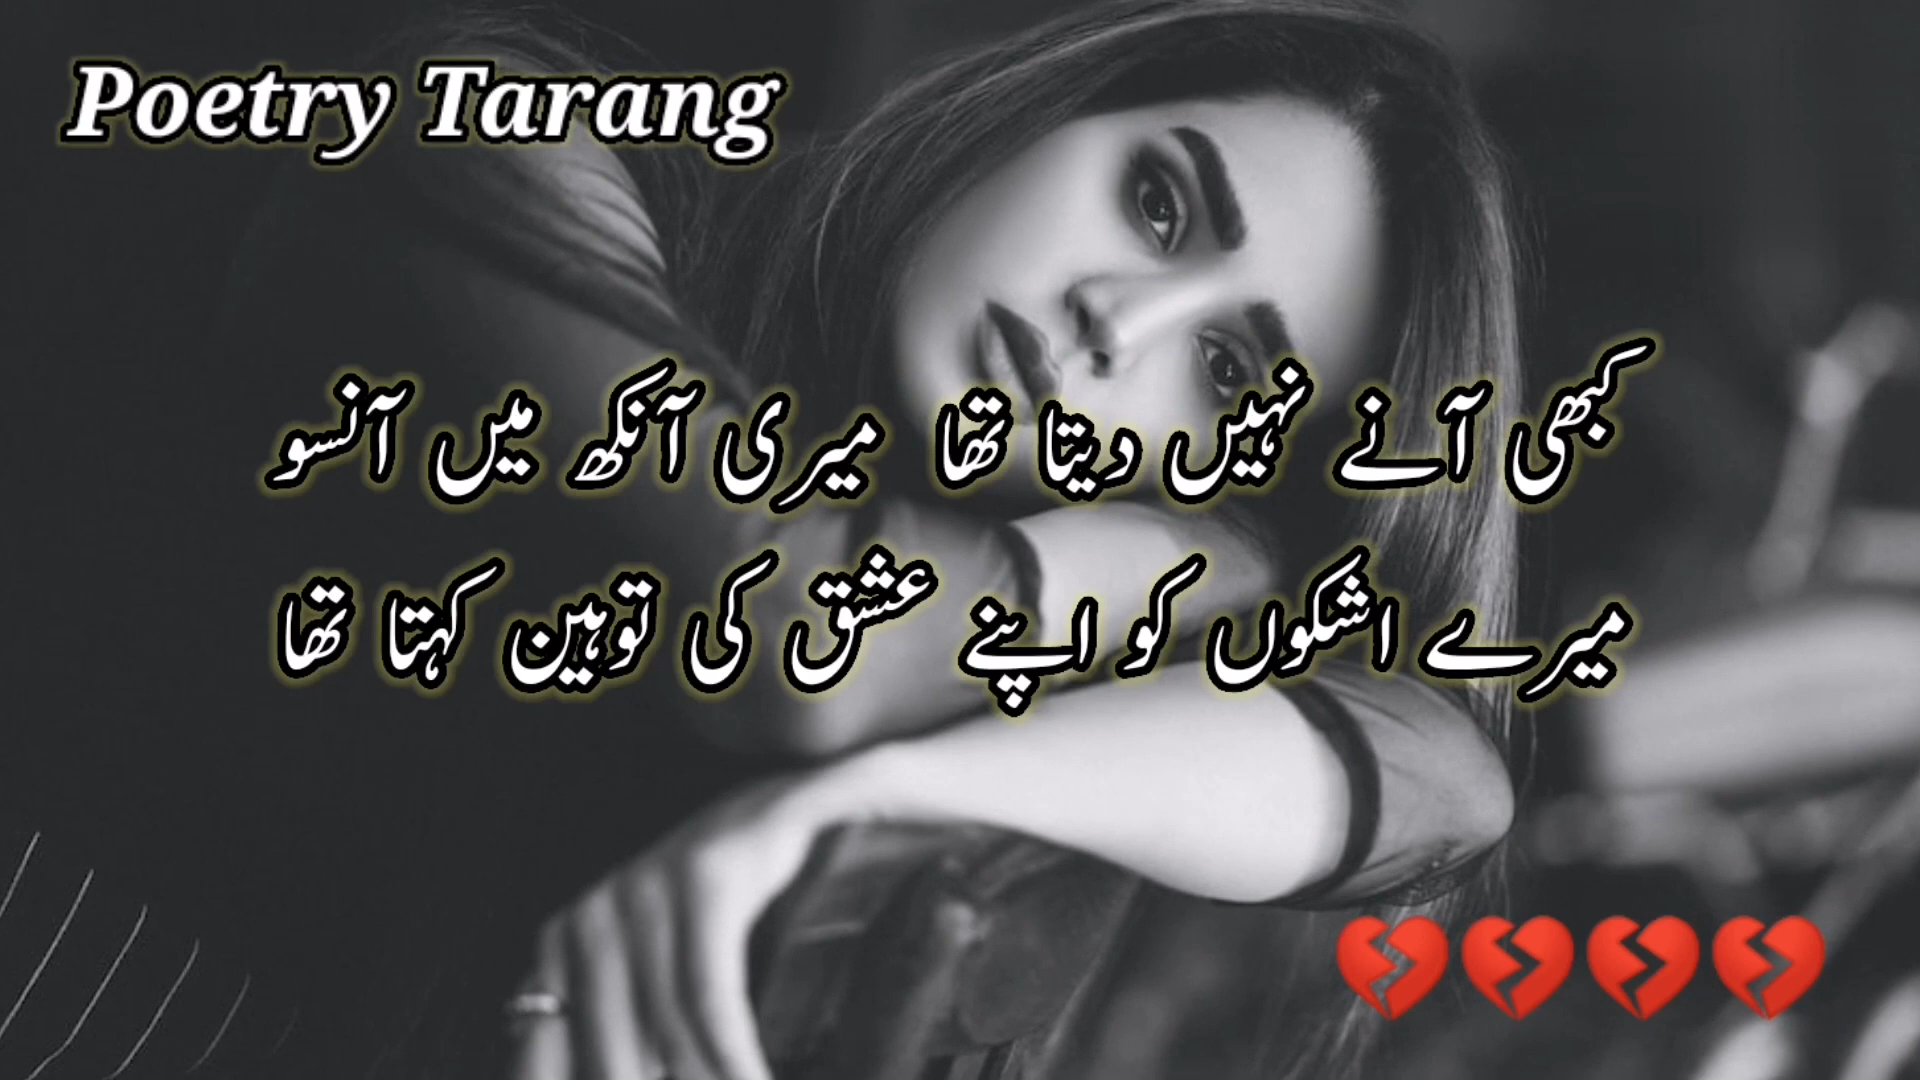 Poetry Tarang
کبھی آنے نہیں دیتا تھا میری آنکھ میں آنسو
میرے اشکوں کو اپنے عشق کی توہین کہتا تھا
💔💔💔💔